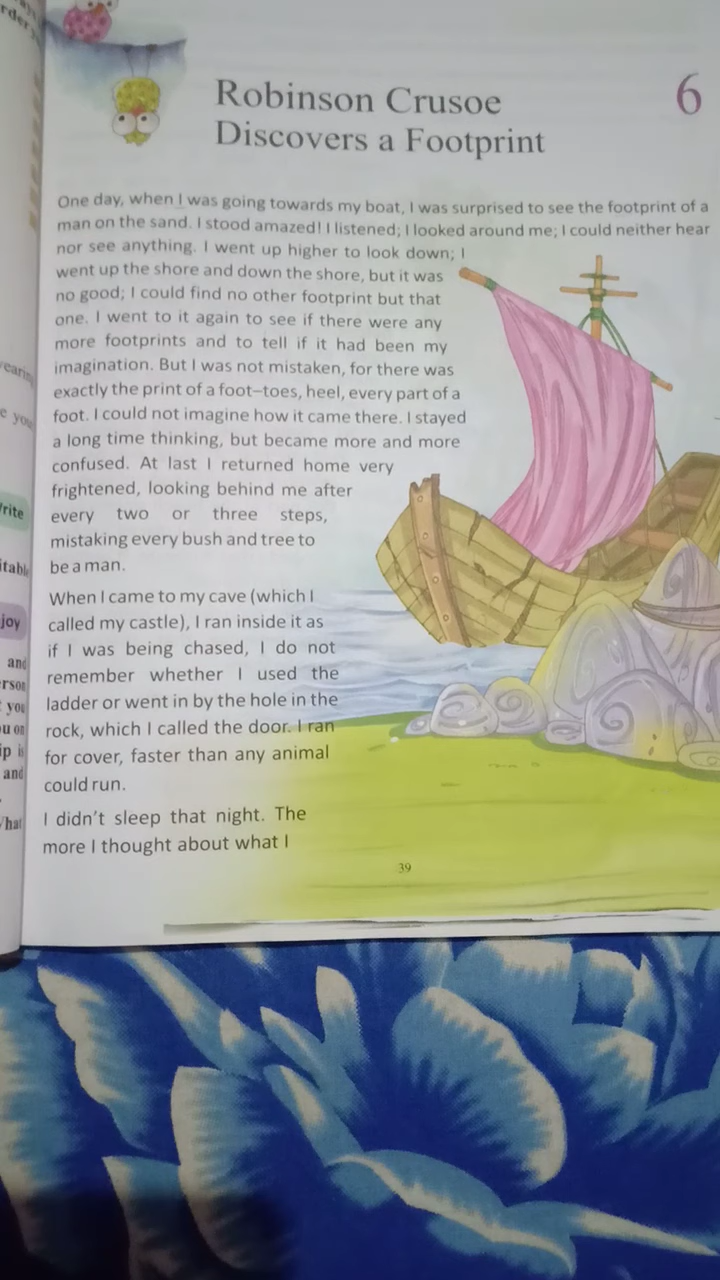 Robinson Crusoe
Discovers a Footprint
6
One day, when I was going towards my boat, I was surprised to see the footprint of a
man on the sand. I stood amazed! I listened; I looked around me; I could neither hear
nor see anything. I went up higher to look down; I
went up the shore and down the shore, but it was
no good; I could find no other footprint but that
one. I went to it again to see if there were any
more footprints and to tell if it had been my
imagination. But I was not mistaken, for there was
exactly the print of a foot–toes, heel, every part of a
foot. I could not imagine how it came there. I stayed
a long time thinking, but became more and more
confused. At last I returned home very
frightened, looking behind me after
every two or three steps,
mistaking every bush and tree to
be a man.
When I came to my cave (which I
called my castle), I ran inside it as
if I was being chased, I do not
remember whether I used the
ladder or went in by the hole in the
rock, which I called the door. I ran
for cover, faster than any animal
could run.
I didn't sleep that night. The
more I thought about what I
39
joy
and
you
and